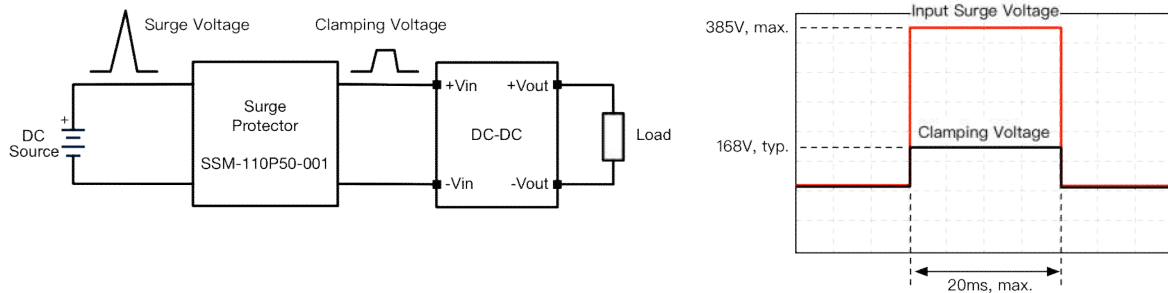 Surge Voltage
Clamping Voltage
+
DC
Source
Surge
Protector
SSM-110P50-001
+Vin
-Vin
DC-DC
+Vout
-Vout
Load
Input Surge Voltage
385V, max.
Clamping Voltage
168V, typ.
20ms, max.